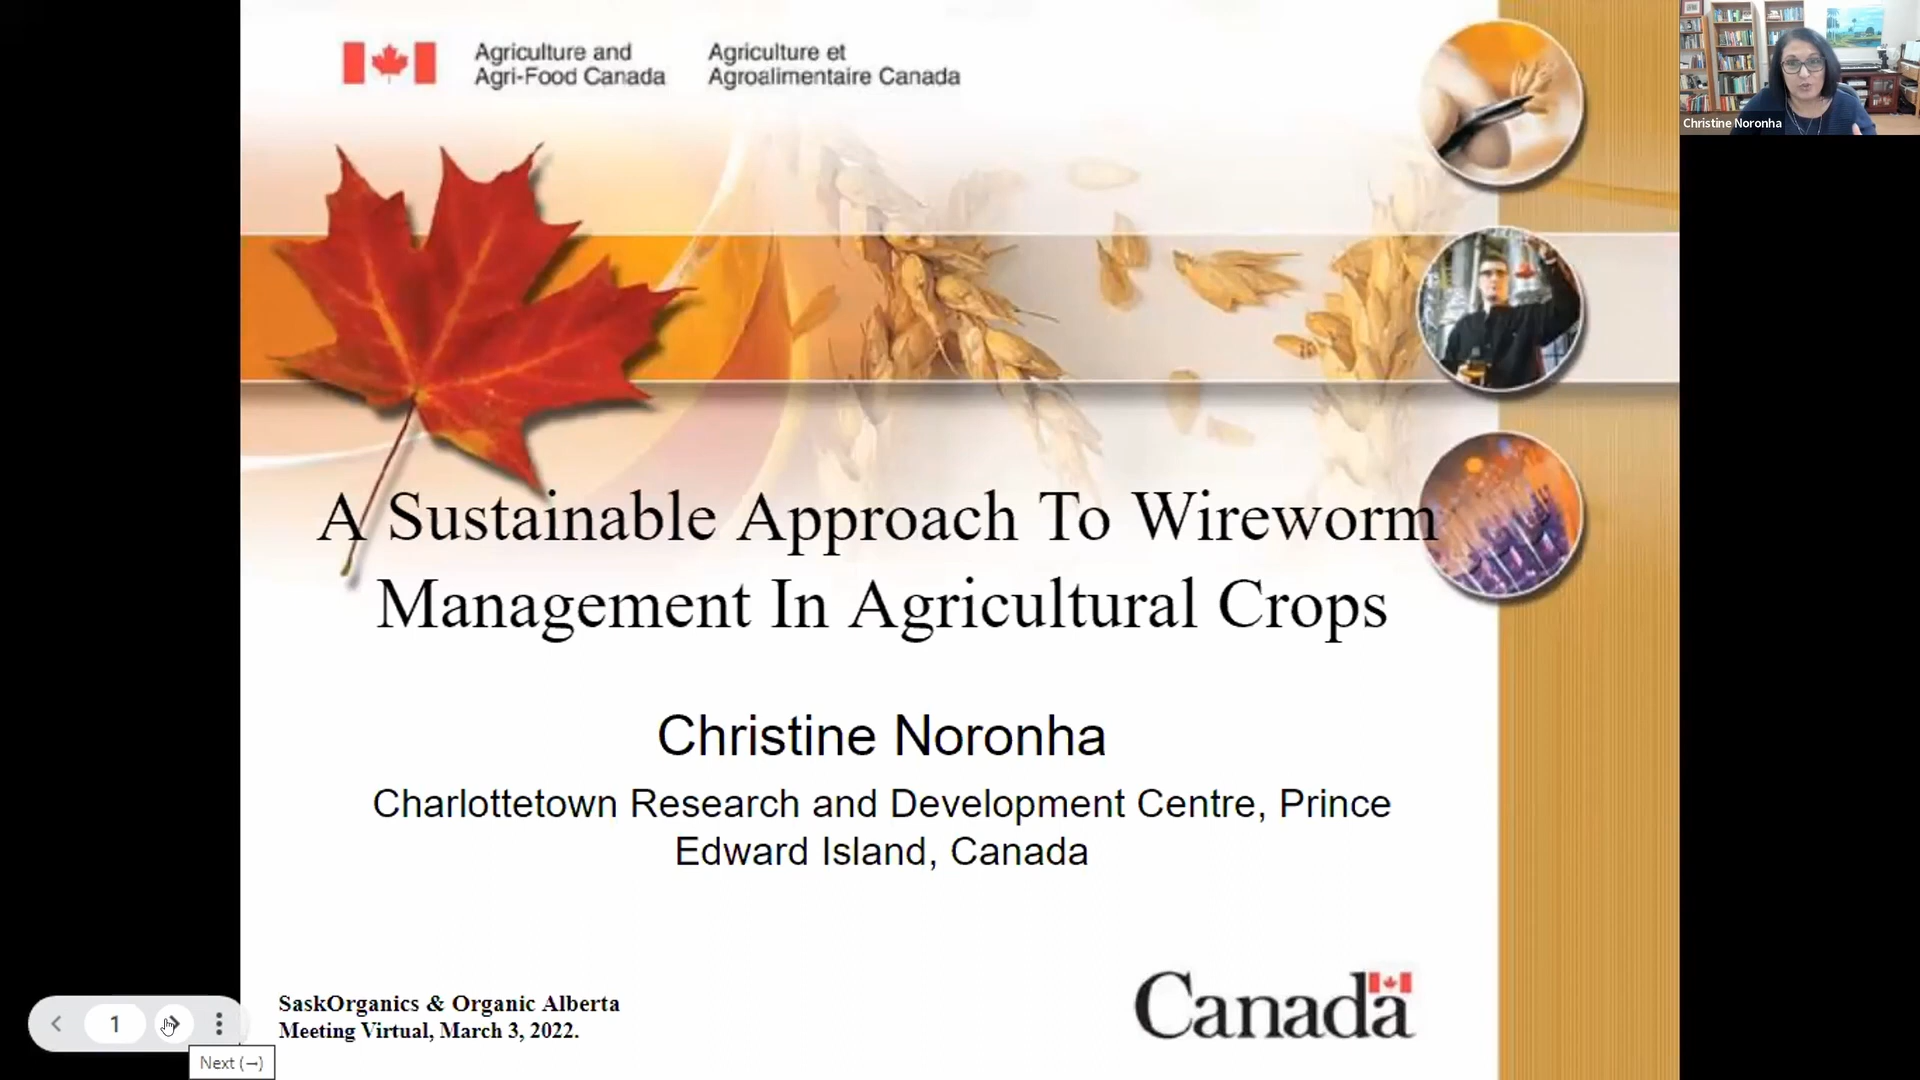 Agriculture and
Agri-Food Canada
Agriculture et
Agroalimentaire Canada
Christine Noronha
A Sustainable Approach To Wireworm
Management In Agricultural Crops
Christine Noronha
Charlottetown Research and Development Centre, Prince
Edward Island, Canada
SaskOrganics & Organic Alberta
Meeting Virtual, March 3, 2022.
Canada
1
Next (→)